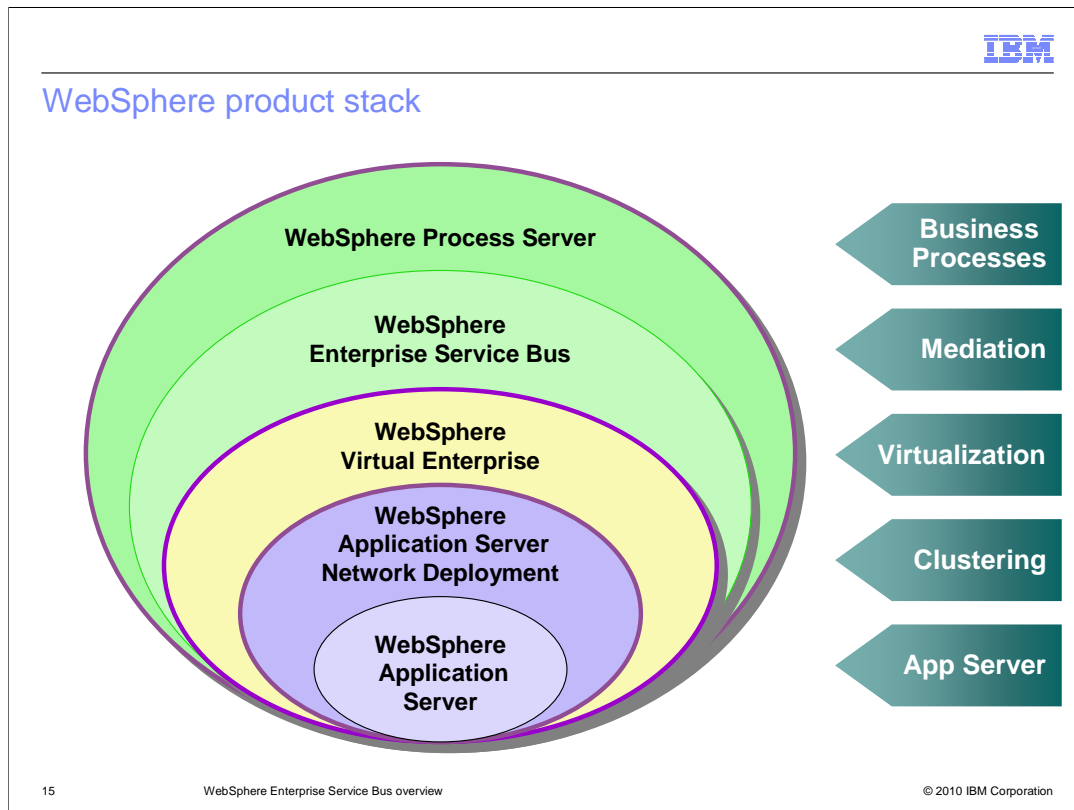 IBM
WebSphere product stack
WebSphere Process Server
Business
Processes
WebSphere
Enterprise Service Bus
Mediation
WebSphere
Virtual Enterprise
Virtualization
WebSphere
Application Server
Network Deployment
Clustering
WebSphere
Application
Server
App Server
15
WebSphere Enterprise Service Bus overview
© 2010 IBM Corporation